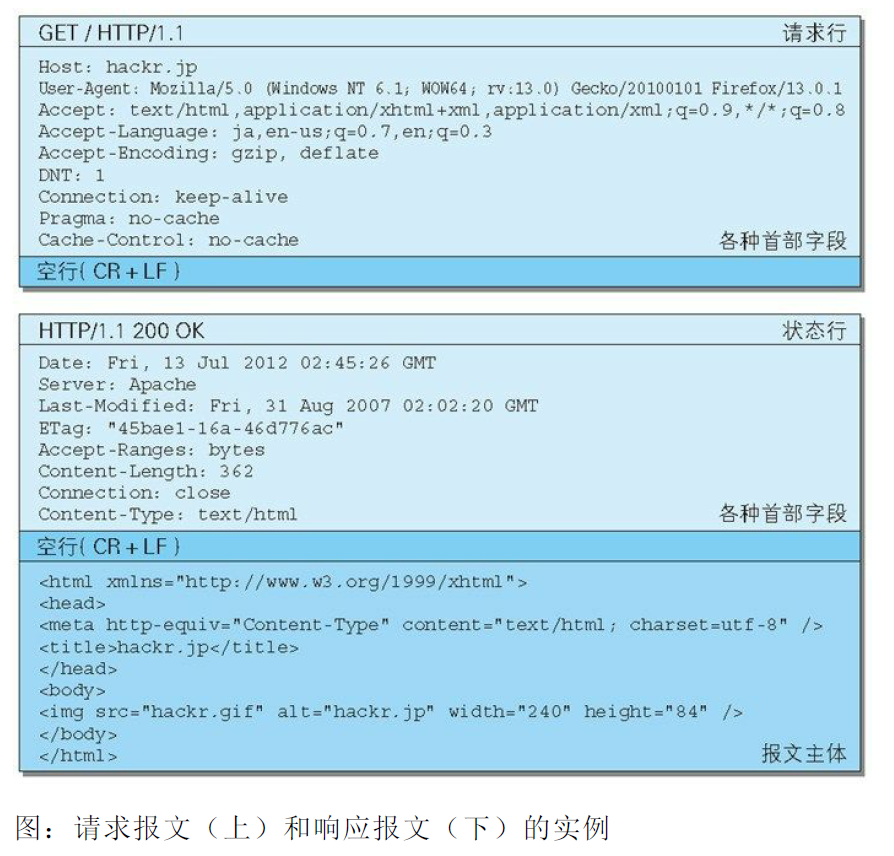 GET / HTTP/1.1 请求行
Host: hackr.jp
User-Agent: Mozilla/5.0 (Windows NT 6.1; WOW64; rv:13.0) Gecko/20100101 Firefox/13.0.1
Accept: text/html,application/xhtml+xml,application/xml;q=0.9,*/*;q=0.8
Accept-Language: ja,en-us;q=0.7,en;q=0.3
Accept-Encoding: gzip, deflate
DNT: 1
Connection: keep-alive
Pragma: no-cache
Cache-Control: no-cache 各种首部字段
空行( CR + LF )
HTTP/1.1 200 OK 状态行
Date: Fri, 13 Jul 2012 02:45:26 GMT
Server: Apache
Last-Modified: Fri, 31 Aug 2007 02:02:20 GMT
ETag: "45bae1-16a-46d776ac"
Accept-Ranges: bytes
Content-Length: 362
Connection: close
Content-Type: text/html 各种首部字段
空行( CR + LF )
<html xmlns="http://www.w3.org/1999/xhtml">
<head>
<meta http-equiv="Content-Type" content="text/html; charset=utf-8" />
<title>hackr.jp</title>
</head>
<body>
<img src="hackr.gif" alt="hackr.jp" width="240" height="84" />
</body>
</html> 报文主体
图：请求报文（上）和响应报文（下）的实例